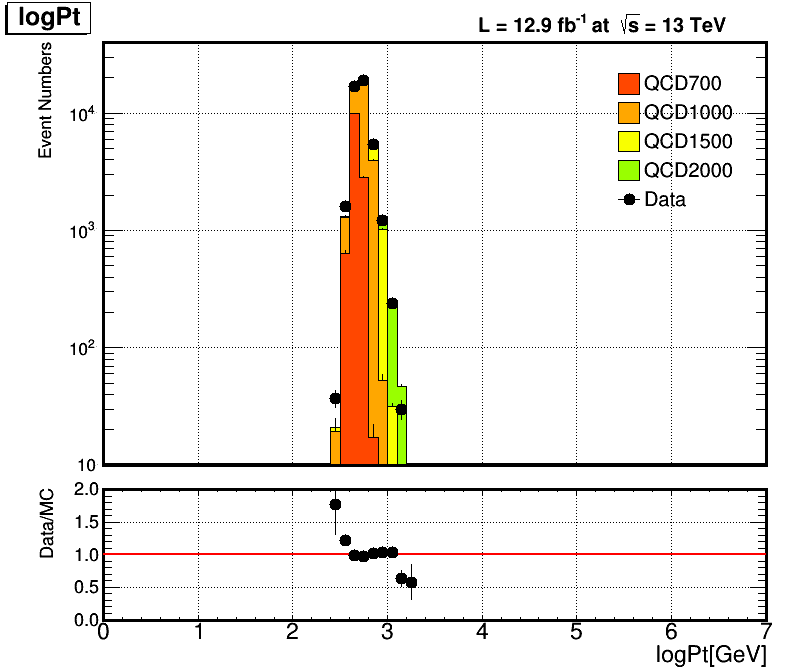 logPt
L = 12.9 fb-1 at √s = 13 TeV
Event Numbers
QCD700
QCD1000
QCD1500
QCD2000
Data
10^4
10^3
10^2
10
Data/MC
2.0
1.5
1.0
0.5
0.0
0 1 2 3 4 5 6 7
logPt[GeV]